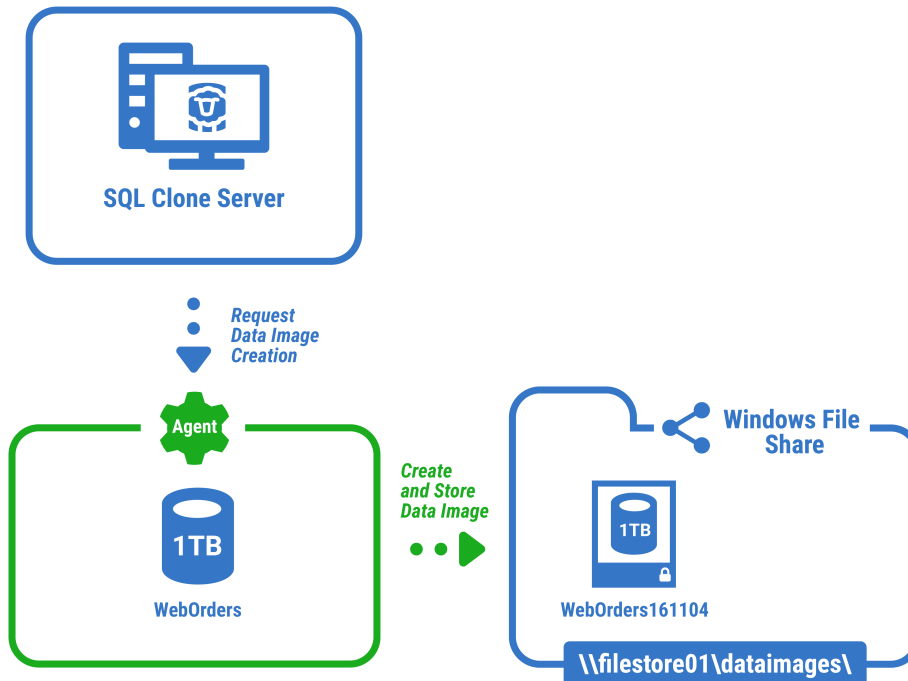 SQL Clone Server
Request
Data Image
Creation
Agent
1TB
WebOrders
Create
and Store
Data Image
Windows File
Share
1TB
WebOrders161104
\\filestore01\dataimages\